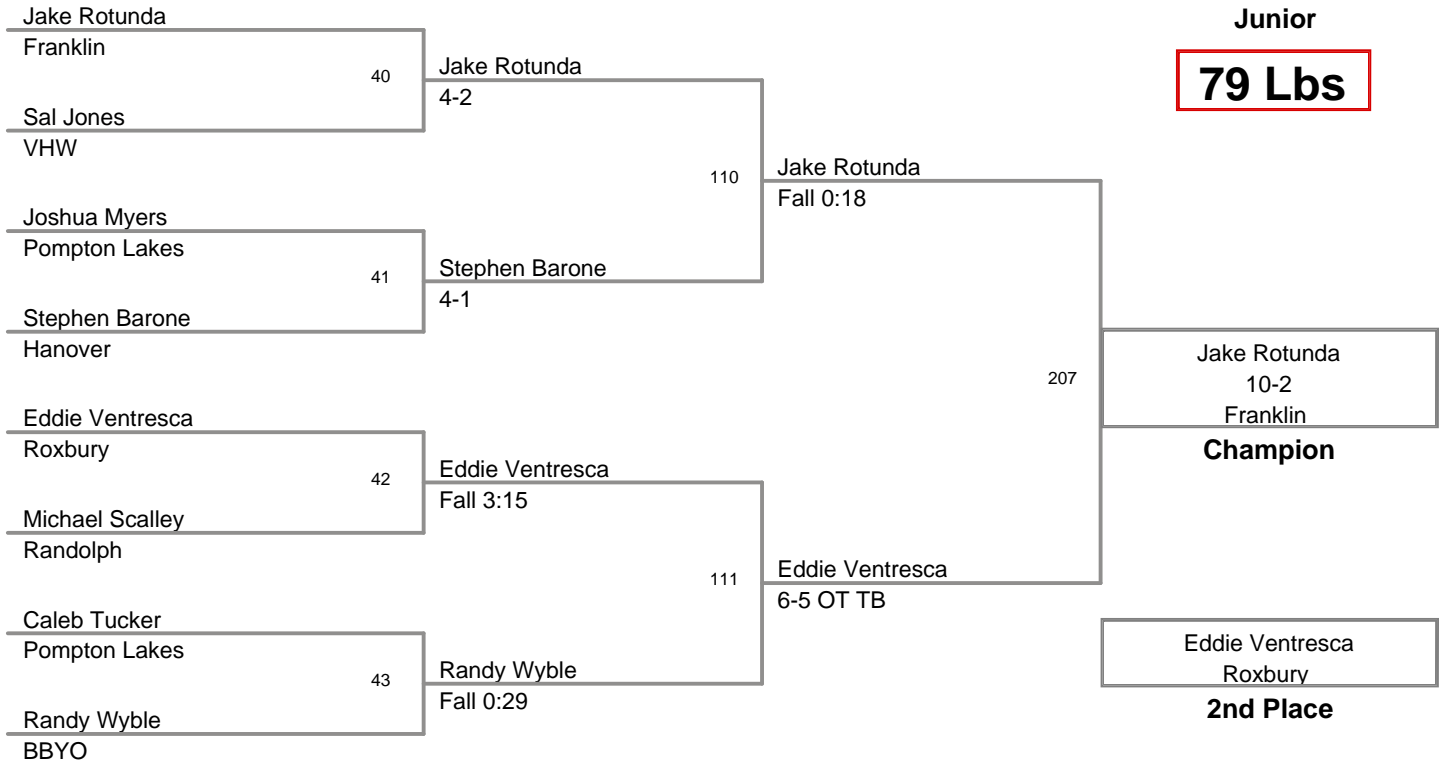 Jake Rotunda
Franklin
40
Sal Jones
VHW
Joshua Myers
Pompton Lakes
41
Stephen Barone
Hanover
Eddie Ventresca
Roxbury
42
Michael Scalley
Randolph
Caleb Tucker
Pompton Lakes
43
Randy Wyble
BBYO
Jake Rotunda
4-2
110
Stephen Barone
4-1
Eddie Ventresca
Fall 3:15
111
Randy Wyble
Fall 0:29
Jake Rotunda
Fall 0:18
207
Eddie Ventresca
6-5 OT TB
Junior
79 Lbs
Jake Rotunda
10-2
Franklin
Champion
Eddie Ventresca
Roxbury
2nd Place